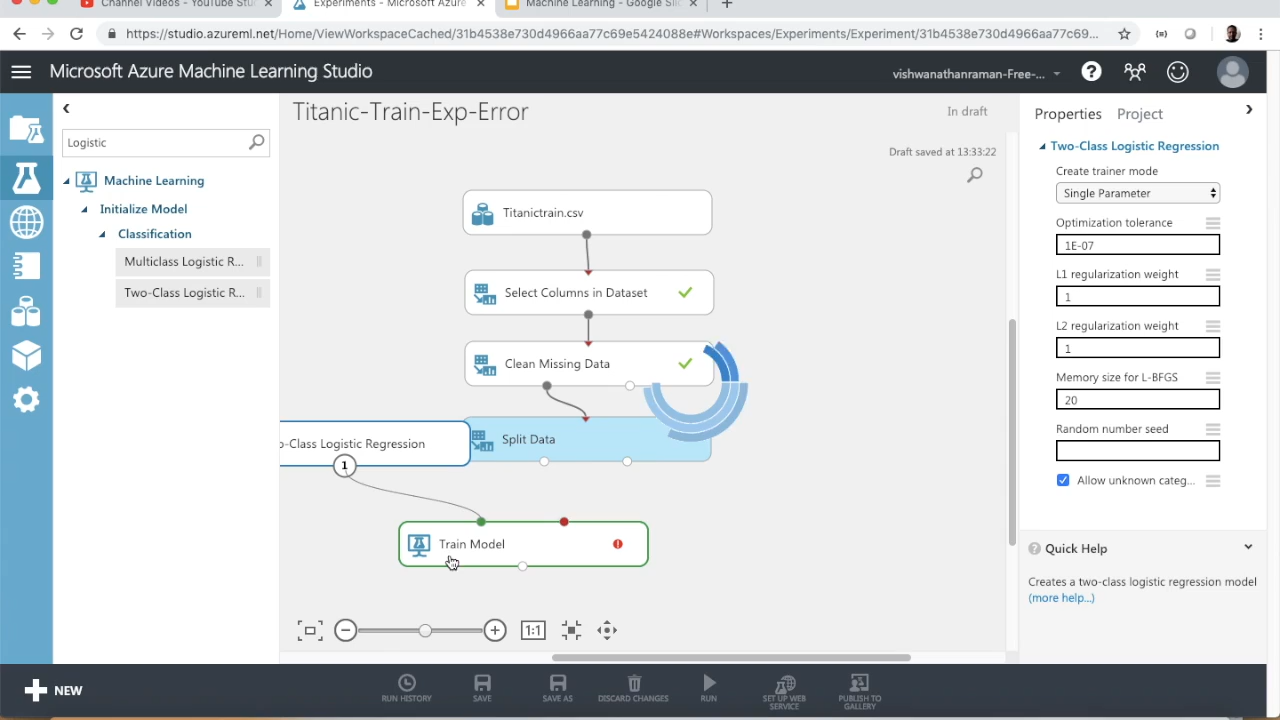 Channel Videos - YouTube Stu
Experiments - Microsoft Azure
Machine Learning - Google Slic
https://studio.azureml.net/Home/ViewWorkspaceCached/31b4538e730d4966aa77c69e5424088e#Workspaces/Experiments/Experiment/31b4538e730d4966aa77c69...
Microsoft Azure Machine Learning Studio
vishwanathraman-Free-...
Logistic
Machine Learning
Initialize Model
Classification
Multiclass Logistic R...
Two-Class Logistic R...
Titanic-Train-Exp-Error
In draft
Draft saved at 13:33:22
Titanictrain.csv
Select Columns in Dataset
Clean Missing Data
o-Class Logistic Regression
Split Data
1
Train Model
1:1
Properties Project
Two-Class Logistic Regression
Create trainer mode
Single Parameter
Optimization tolerance
1E-07
L1 regularization weight
1
L2 regularization weight
1
Memory size for L-BFGS
20
Random number seed
Allow unknown categ...
Quick Help
Creates a two-class logistic regression model
(more help...)
NEW
RUN HISTORY
SAVE
SAVE AS
DISCARD CHANGES
RUN
SET UP WEB
SERVICE
PUBLISH TO
GALLERY